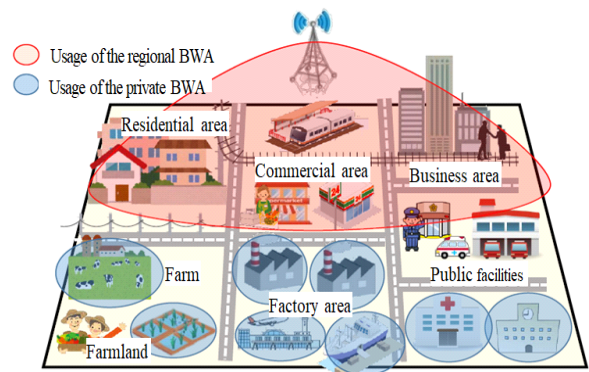 Usage of the regional BWA
Usage of the private BWA
Residential area
Commercial area
Business area
Farm
Public facilities
Factory area
Farmland